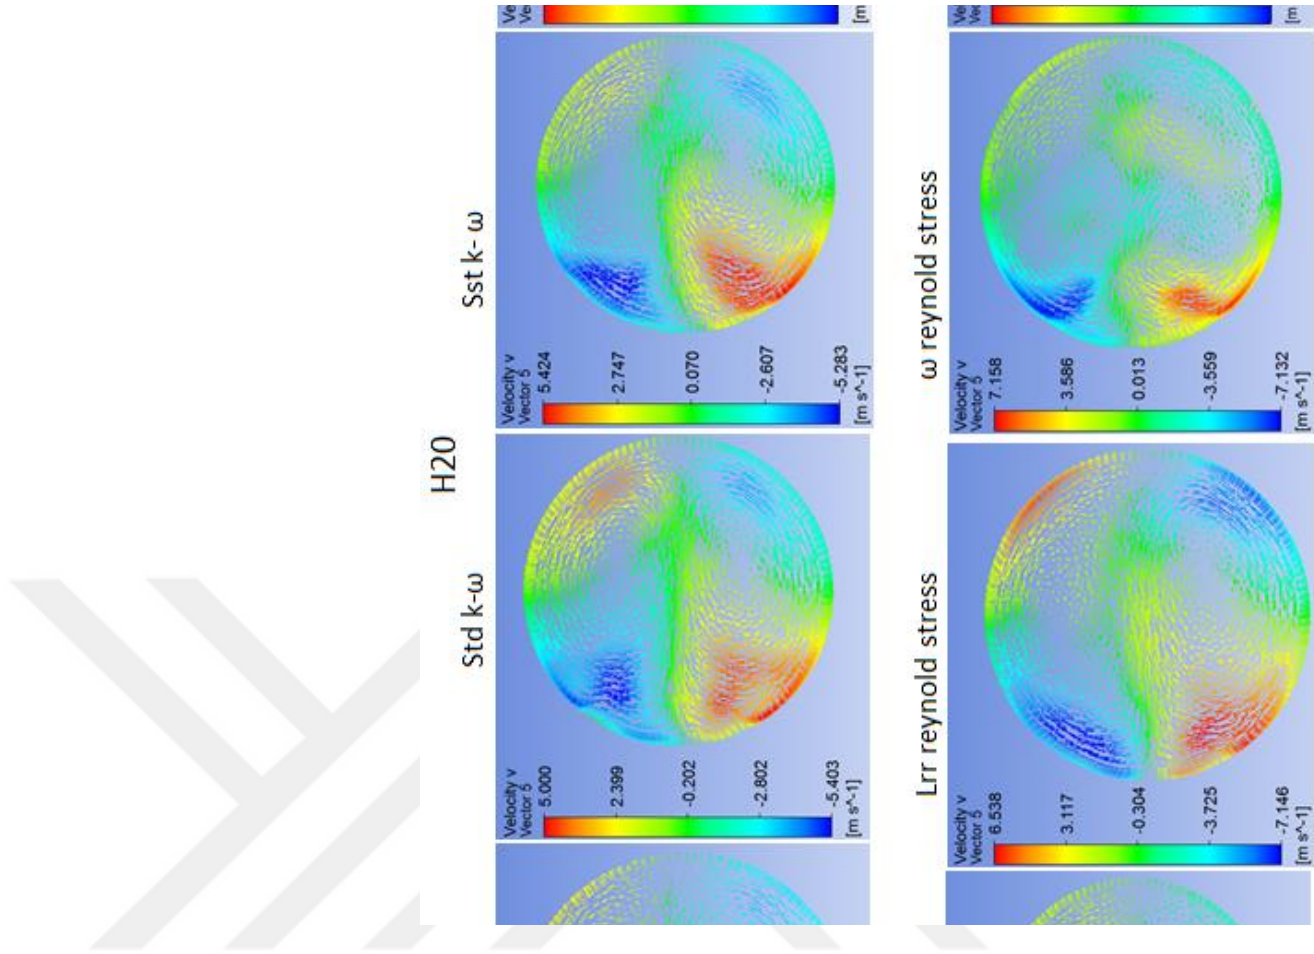 H20
Std k-ω
Sst k- ω
Velocity v
Vector 5
5.000
2.399
-0.202
-2.802
-5.403
[m s^-1]
Velocity v
Vector 5
5.424
2.747
0.070
-2.607
-5.283
[m s^-1]
Lrr reynold stress
ω reynold stress
Velocity v
Vector 5
6.538
3.117
-0.304
-3.725
-7.146
[m s^-1]
Velocity v
Vector 5
7.158
3.586
0.013
-3.559
-7.132
[m s^-1]